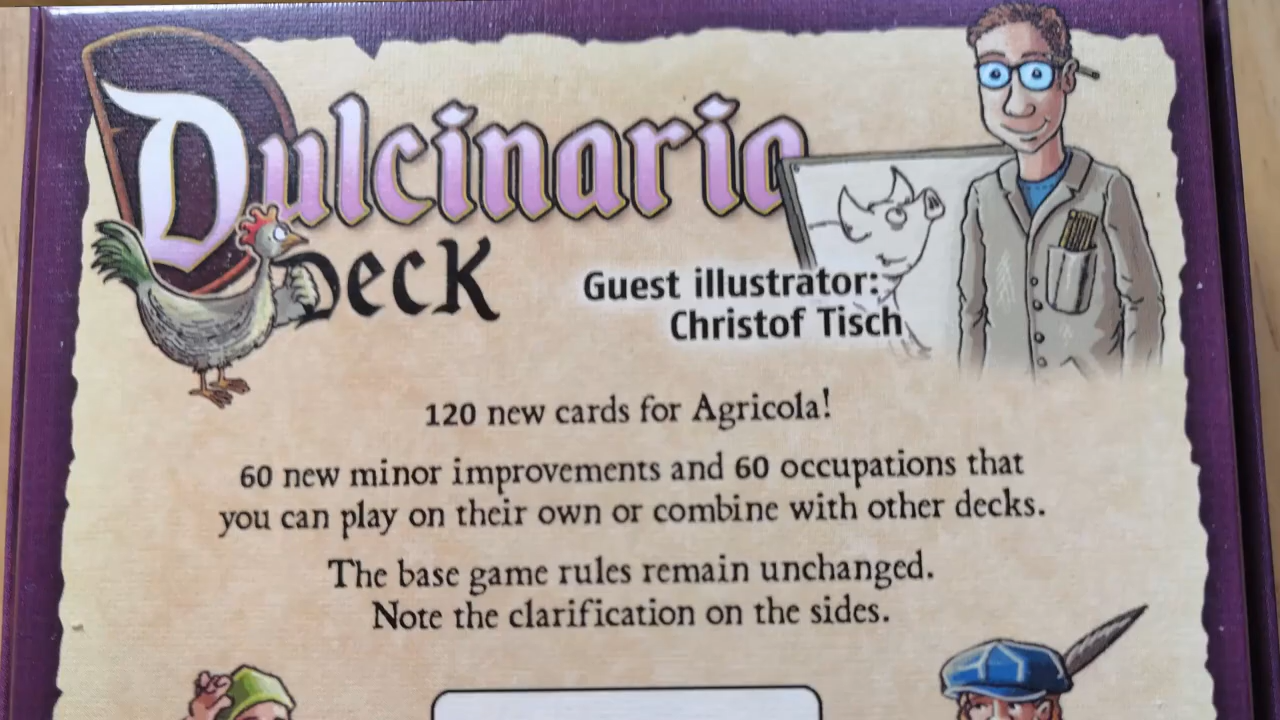 Dulcinaria
Deck
Guest illustrator:
Christof Tisch
120 new cards for Agricola!
60 new minor improvements and 60 occupations that
you can play on their own or combine with other decks.
The base game rules remain unchanged.
Note the clarification on the sides.